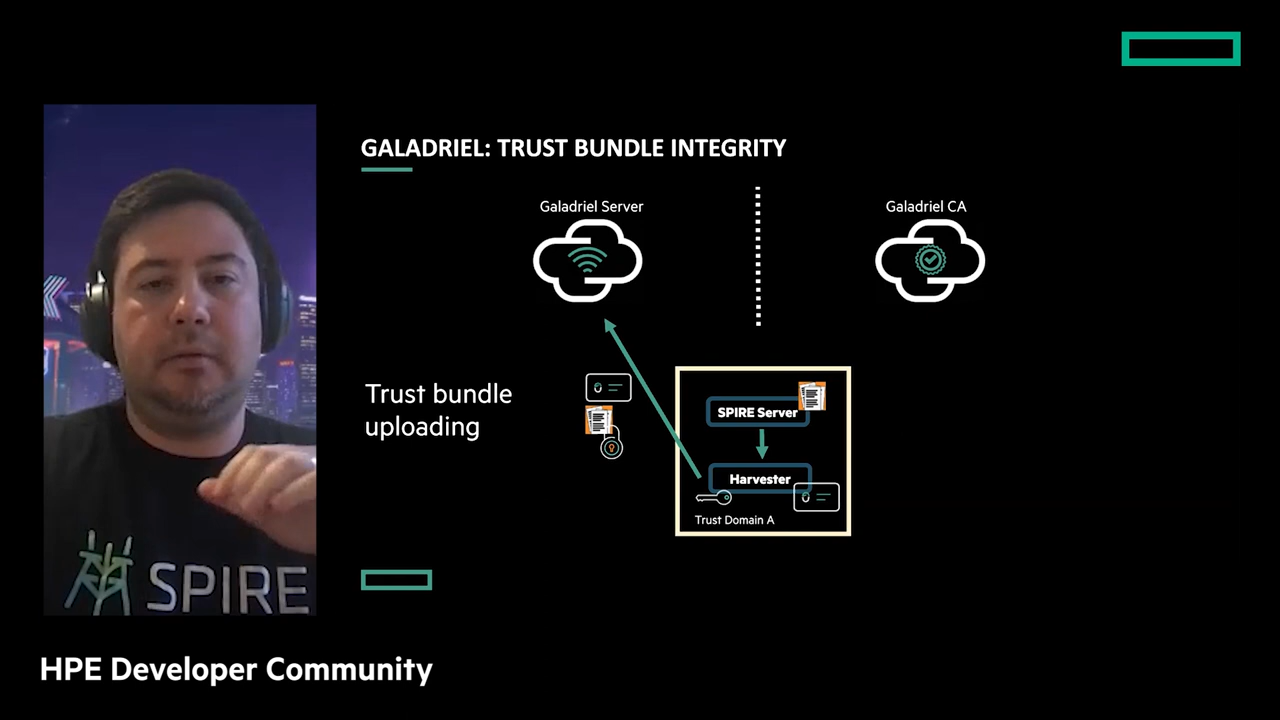 GALADRIEL: TRUST BUNDLE INTEGRITY
Galadriel Server
Galadriel CA
Trust bundle
uploading
SPIRE Server
Harvester
Trust Domain A
SPIRE
HPE Developer Community